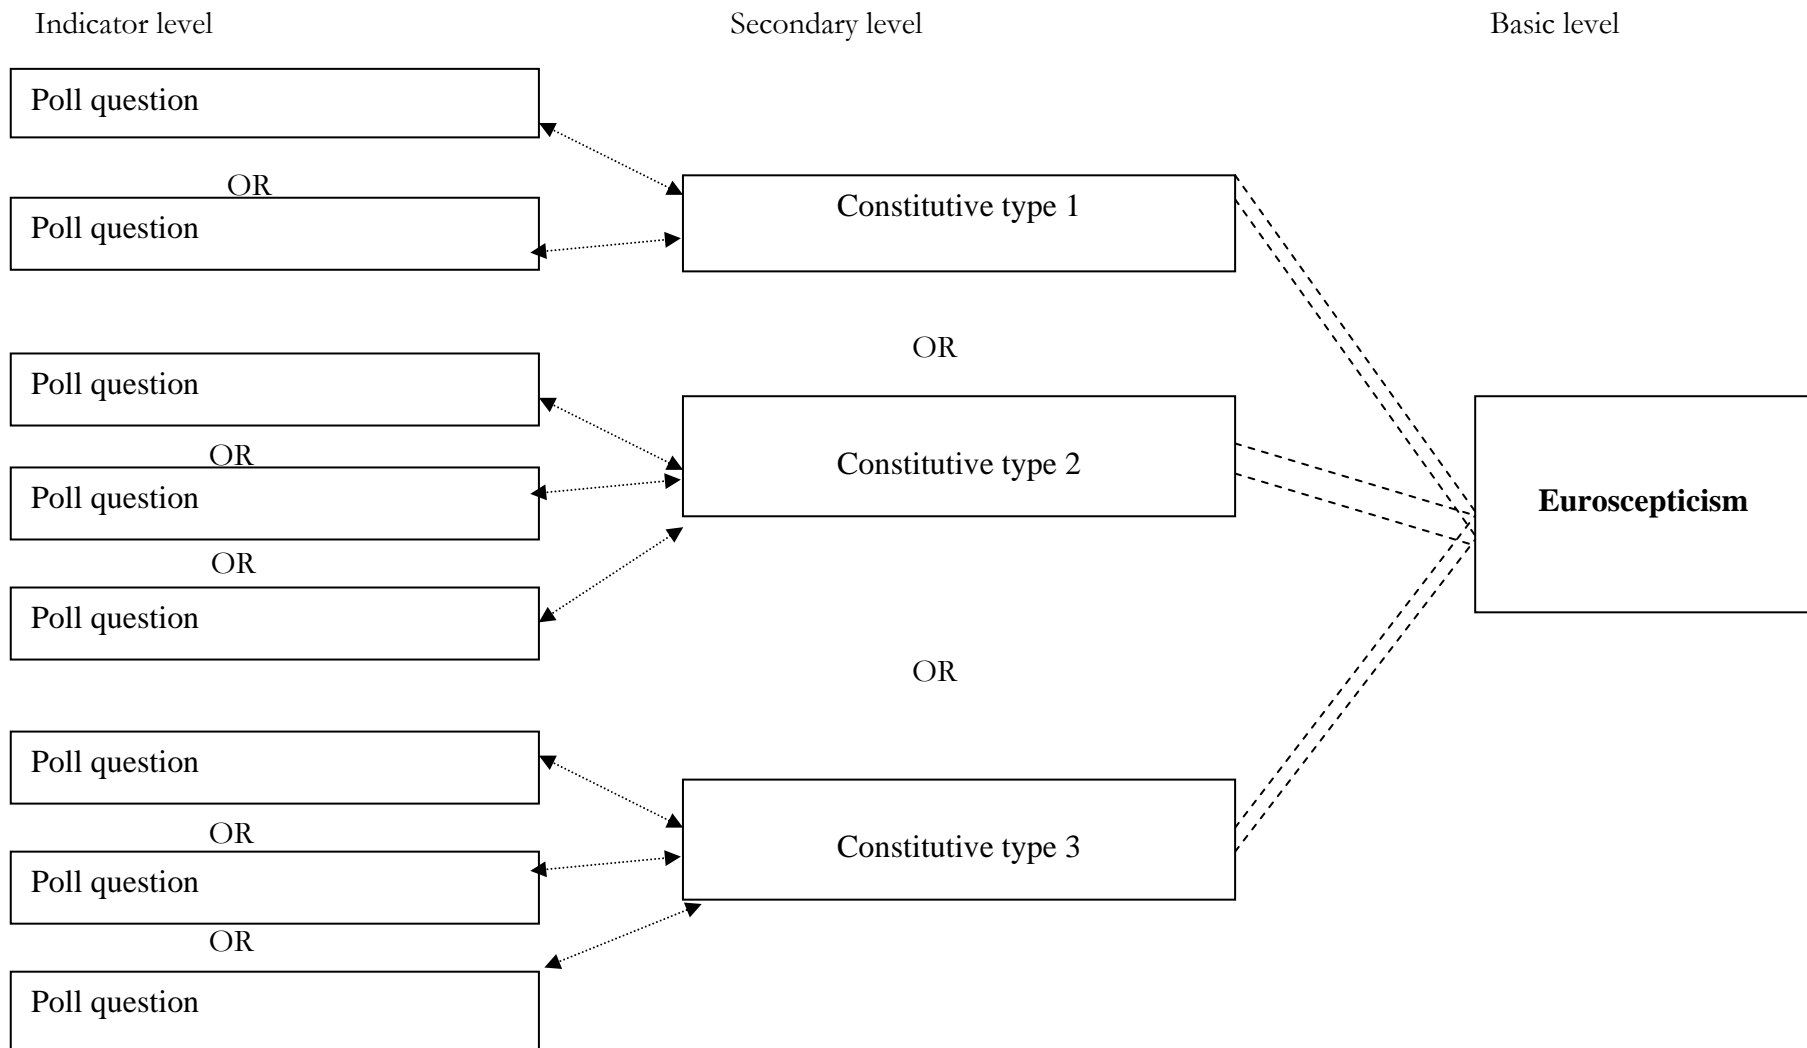 Indicator level
Secondary level
Basic level
Poll question
OR
Poll question
Constitutive type 1
OR
Poll question
OR
Poll question
OR
Poll question
Constitutive type 2
OR
Poll question
OR
Poll question
OR
Poll question
Constitutive type 3
Euroscepticism